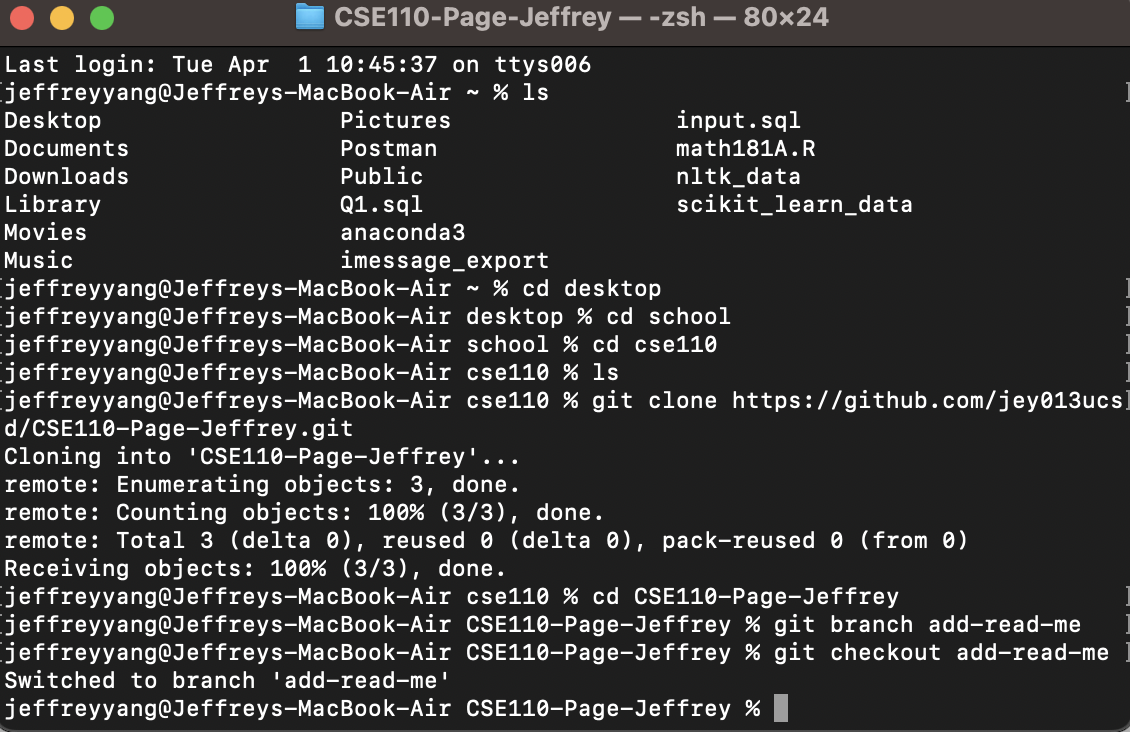 CSE110-Page-Jeffrey — -zsh — 80×24
Last login: Tue Apr  1 10:45:37 on ttys006
[jeffreyyang@Jeffreys-MacBook-Air ~ % ls ]
Desktop Pictures input.sql
Documents Postman math181A.R
Downloads Public nltk_data
Library Q1.sql scikit_learn_data
Movies anaconda3
Music imessage_export
[jeffreyyang@Jeffreys-MacBook-Air ~ % cd desktop ]
[jeffreyyang@Jeffreys-MacBook-Air desktop % cd school ]
[jeffreyyang@Jeffreys-MacBook-Air school % cd cse110 ]
[jeffreyyang@Jeffreys-MacBook-Air cse110 % ls ]
[jeffreyyang@Jeffreys-MacBook-Air cse110 % git clone https://github.com/jey013ucs]
d/CSE110-Page-Jeffrey.git
Cloning into 'CSE110-Page-Jeffrey'...
remote: Enumerating objects: 3, done.
remote: Counting objects: 100% (3/3), done.
remote: Total 3 (delta 0), reused 0 (delta 0), pack-reused 0 (from 0)
Receiving objects: 100% (3/3), done.
[jeffreyyang@Jeffreys-MacBook-Air cse110 % cd CSE110-Page-Jeffrey ]
[jeffreyyang@Jeffreys-MacBook-Air CSE110-Page-Jeffrey % git branch add-read-me ]
[jeffreyyang@Jeffreys-MacBook-Air CSE110-Page-Jeffrey % git checkout add-read-me ]
Switched to branch 'add-read-me'
jeffreyyang@Jeffreys-MacBook-Air CSE110-Page-Jeffrey %